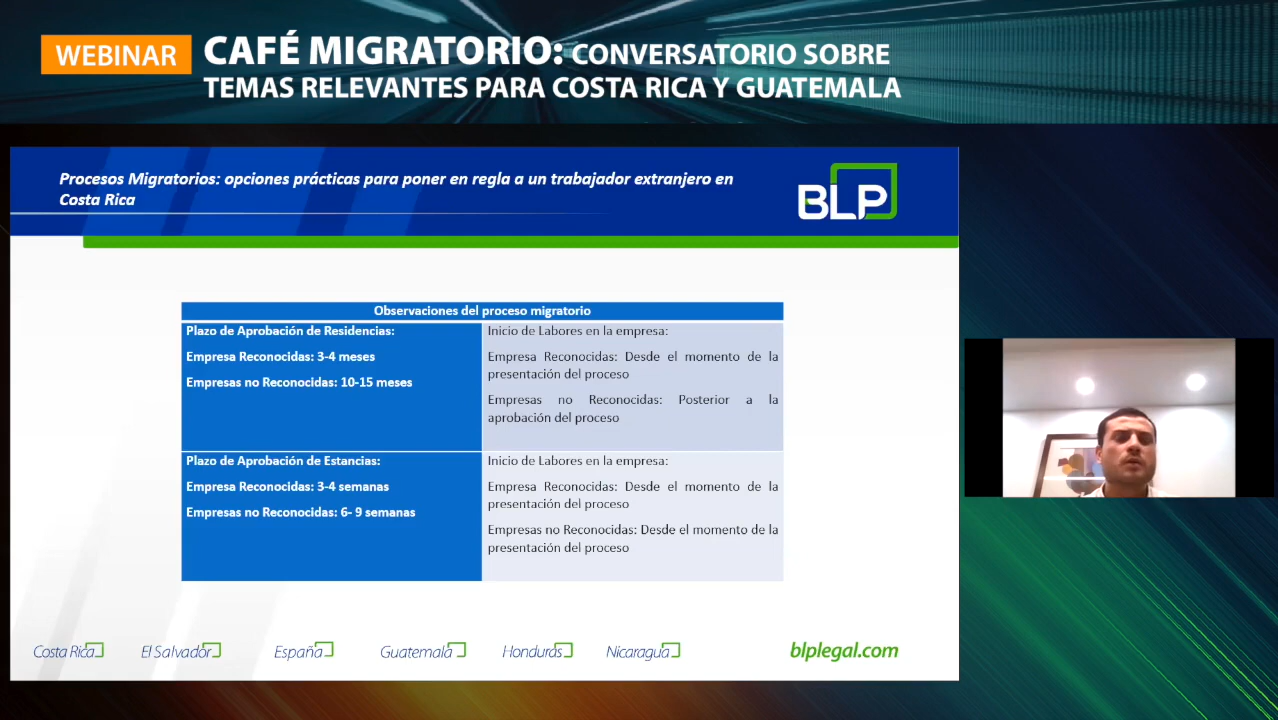 WEBINAR
CAFÉ MIGRATORIO: CONVERSATORIO SOBRE
TEMAS RELEVANTES PARA COSTA RICA Y GUATEMALA
Procesos Migratorios: opciones prácticas para poner en regla a un trabajador extranjero en
Costa Rica
BLP
Observaciones del proceso migratorio
Plazo de Aprobación de Residencias:
Empresa Reconocidas: 3-4 meses
Empresas no Reconocidas: 10-15 meses
Inicio de Labores en la empresa:
Empresa Reconocidas: Desde el momento de la
presentación del proceso
Empresas no Reconocidas: Posterior a la
aprobación del proceso
Plazo de Aprobación de Estancias:
Empresa Reconocidas: 3-4 semanas
Empresas no Reconocidas: 6- 9 semanas
Inicio de Labores en la empresa:
Empresa Reconocidas: Desde el momento de la
presentación del proceso
Empresas no Reconocidas: Desde el momento de la
presentación del proceso
Costa Rica El Salvador España Guatemala Honduras Nicaragua blplegal.com